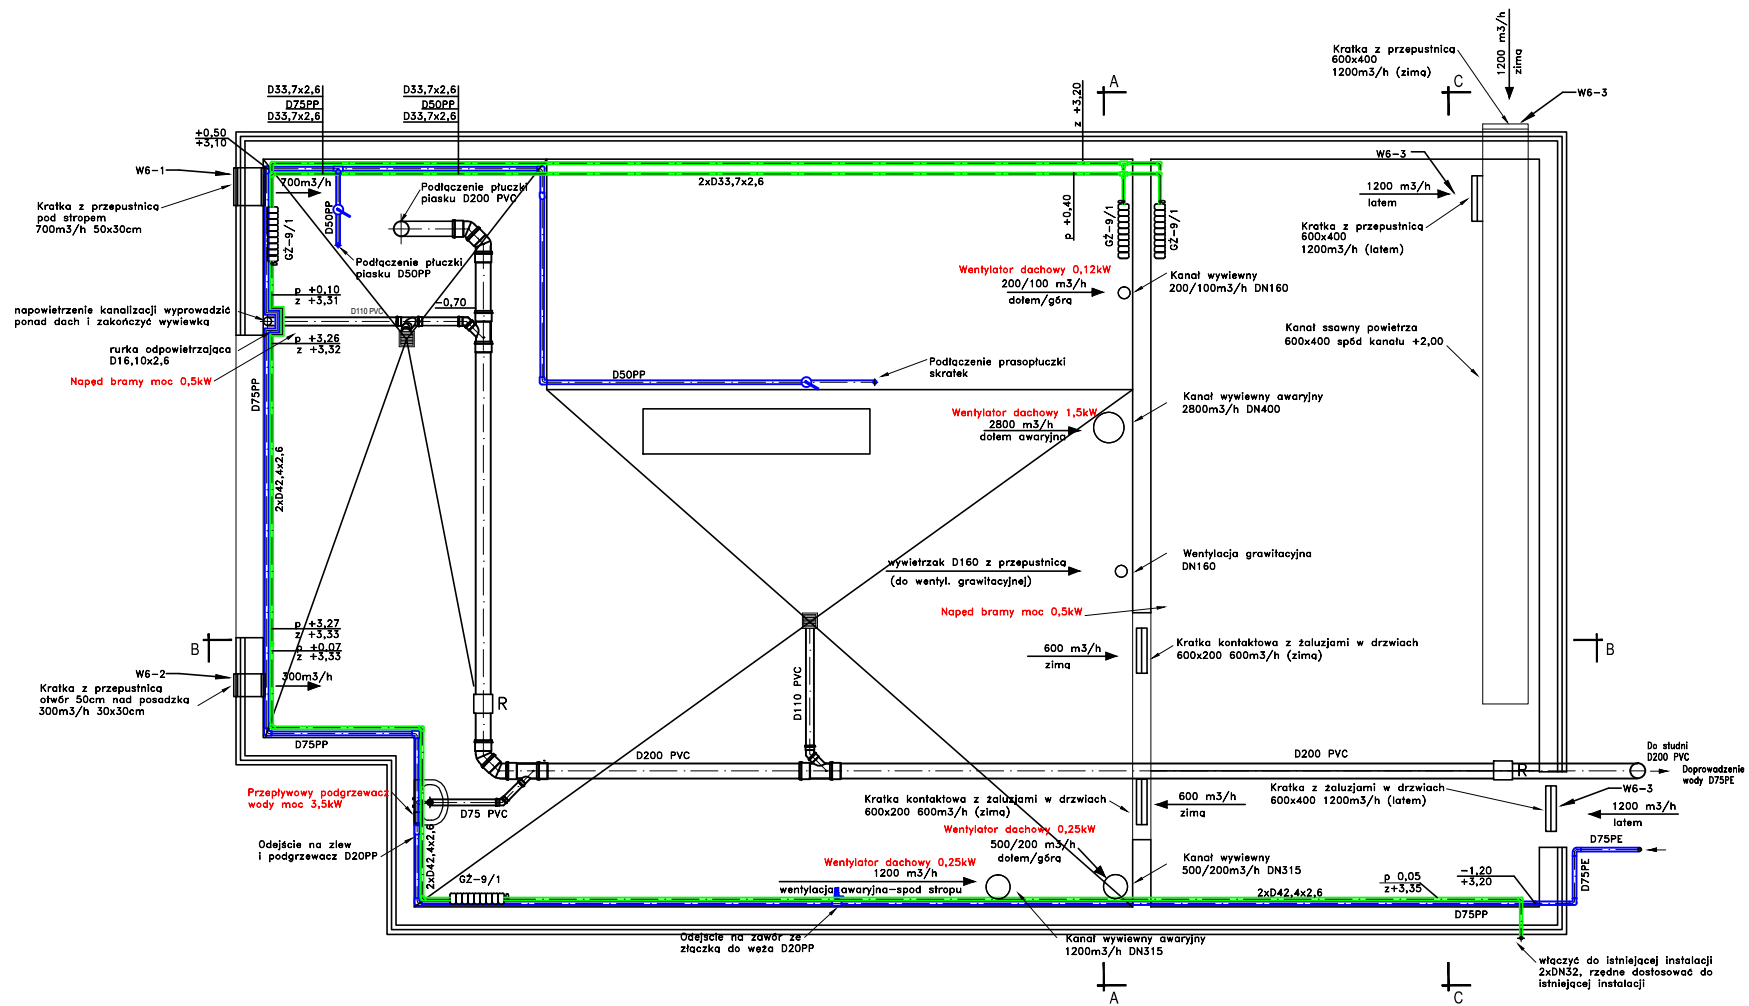 1200 m3/h
zimą
Kratka z przepustnicą
600x400
1200m3/h (zimą)
W6-3
A
C
D33,7x2,6
D75PP
D33,7x2,6
D33,7x2,6
D50PP
D33,7x2,6
z +3,20
+0,50
+3,10
W6-1
W6-3
700m3/h
Podłączenie płuczki
piasku D200 PVC
2xD33,7x2,6
1200 m3/h
latem
Kratka z przepustnicą
pod stropem
700m3/h 50x30cm
D50PP
GŻ-9/1
p +0,40
GŻ-9/1
GŻ-9/1
Kratka z przepustnicą
600x400
1200m3/h (latem)
Podłączenie płuczki
piasku D50PP
Wentylator dachowy 0,12kW
200/100 m3/h
dołem/górą
Kanał wywiewny
200/100m3/h DN160
p +0,10
z +3,31
-0,70
napowietrzenie kanalizacji wyprowadzić
ponad dach i zakończyć wywiewką
D110 PVC
Kanał ssawny powietrza
600x400 spód kanału +2,00
p +3,26
z +3,32
rurka odpowietrzająca
D16,10x2,6
Napęd bramy moc 0,5kW
Podłączenie prasopłuczki
skratek
D50PP
D75PP
Kanał wywiewny awaryjny
2800m3/h DN400
Wentylator dachowy 1,5kW
2800 m3/h
dołem awaryjna
2xD42,4x2,6
Wentylacja grawitacyjna
DN160
wywietrzak D160 z przepustnicą
(do wentyl. grawitacyjnej)
Napęd bramy moc 0,5kW
p +3,27
z +3,33
p +0,07
z +3,33
B
B
600 m3/h
zimą
Kratka kontaktowa z żaluzjami w drzwiach
600x200 600m3/h (zimą)
W6-2
300m3/h
Kratka z przepustnicą
otwór 50cm nad posadzką
300m3/h 30x30cm
R
D110 PVC
D75PP
D200 PVC
D200 PVC
R
Do studni
D200 PVC
Doprowadzenie
wody D75PE
Przepływowy podgrzewacz
wody moc 3,5kW
D75 PVC
Kratka kontaktowa z żaluzjami w drzwiach
600x200 600m3/h (zimą)
600 m3/h
zimą
Kratka z żaluzjami w drzwiach
600x400 1200m3/h (latem)
W6-3
1200 m3/h
latem
Wentylator dachowy 0,25kW
500/200 m3/h
dołem/górą
Odejście na zlew
i podgrzewacz D20PP
2xD42,4x2,6
D75PE
D75PE
Wentylator dachowy 0,25kW
1200 m3/h
wentylacja awaryjna-spod stropu
Kanał wywiewny
500/200m3/h DN315
GŻ-9/1
2xD42,4x2,6
p 0,05
z+3,35
-1,20
+3,20
D75PP
Odejście na zawór ze
złączką do węża D20PP
Kanał wywiewny awaryjny
1200m3/h DN315
włączyć do istniejącej instalacji
2xDN32, rzędne dostosować do
istniejącej instalacji
A
C